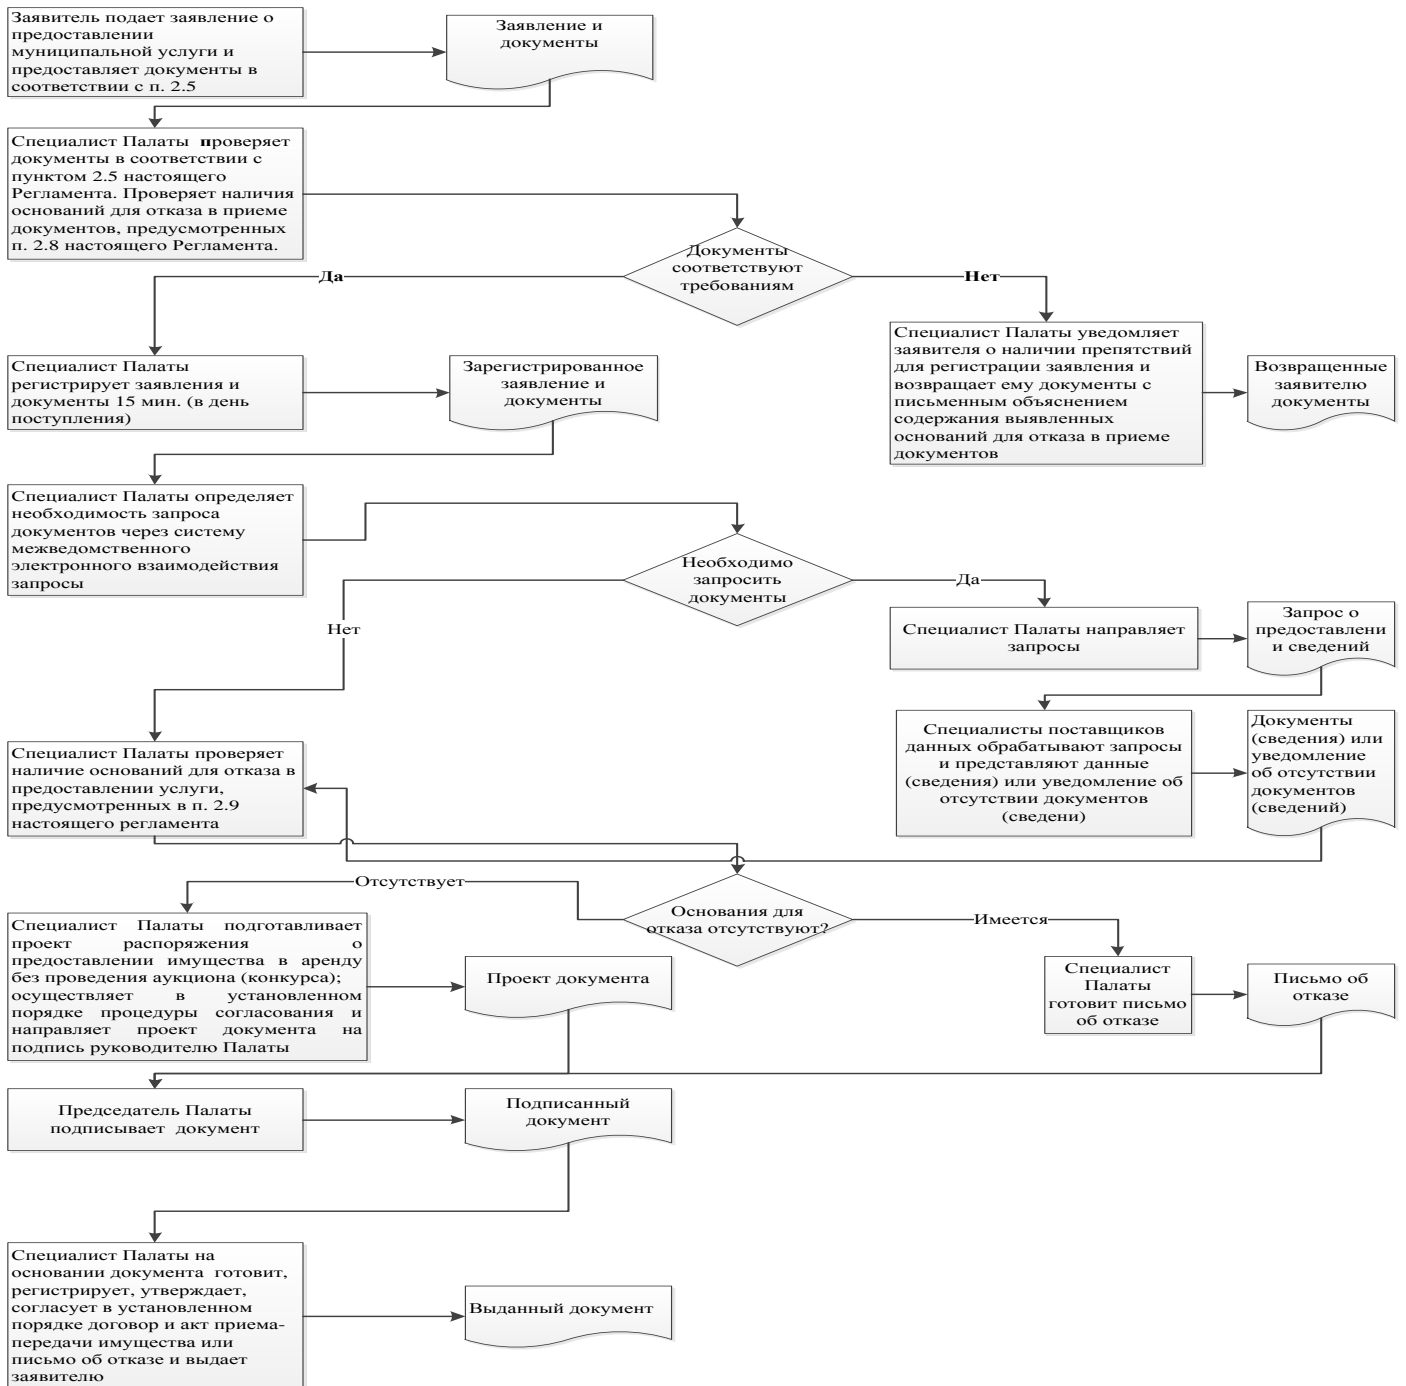 Заявитель подает заявление о
предоставлении
муниципальной услуги и
предоставляет документы в
соответствии с п. 2.5
Заявление и
документы
Специалист Палаты проверяет
документы в соответствии с
пунктом 2.5 настоящего
Регламента. Проверяет наличия
оснований для отказа в приеме
документов, предусмотренных
п. 2.8 настоящего Регламента.
Документы
соответствуют
требованиям
Да
Нет
Специалист Палаты
регистрирует заявления и
документы 15 мин. (в день
поступления)
Зарегистрированное
заявление и
документы
Специалист Палаты уведомляет
заявителя о наличии препятствий
для регистрации заявления и
возвращает ему документы с
письменным объяснением
содержания выявленных
оснований для отказа в приеме
документов
Возвращенные
заявителю
документы
Специалист Палаты определяет
необходимость запроса
документов через систему
межведомственного
электронного взаимодействия
запросы
Необходимо
запросить
документы
Да
Нет
Специалист Палаты направляет
запросы
Запрос о
предоставлени
и сведений
Специалист Палаты проверяет
наличие оснований для отказа в
предоставлении услуги,
предусмотренных в п. 2.9
настоящего регламента
Специалисты поставщиков
данных обрабатывают запросы
и представляют данные
(сведения) или уведомление об
отсутствии документов
(сведени)
Документы
(сведения) или
уведомление
об отсутствии
документов
(сведений)
Отсутствует
Основания для
отказа отсутствуют?
Имеется
Специалист Палаты подготавливает
проект распоряжения о
предоставлении имущества в аренду
без проведения аукциона (конкурса);
осуществляет в установленном
порядке процедуры согласования и
направляет проект документа на
подпись руководителю Палаты
Проект документа
Специалист
Палаты
готовит письмо
об отказе
Письмо об
отказе
Председатель Палаты
подписывает документ
Подписанный
документ
Специалист Палаты на
основании документа готовит,
регистрирует, утверждает,
согласует в установленном
порядке договор и акт приема-
передачи имущества или
письмо об отказе и выдает
заявителю
Выданный документ